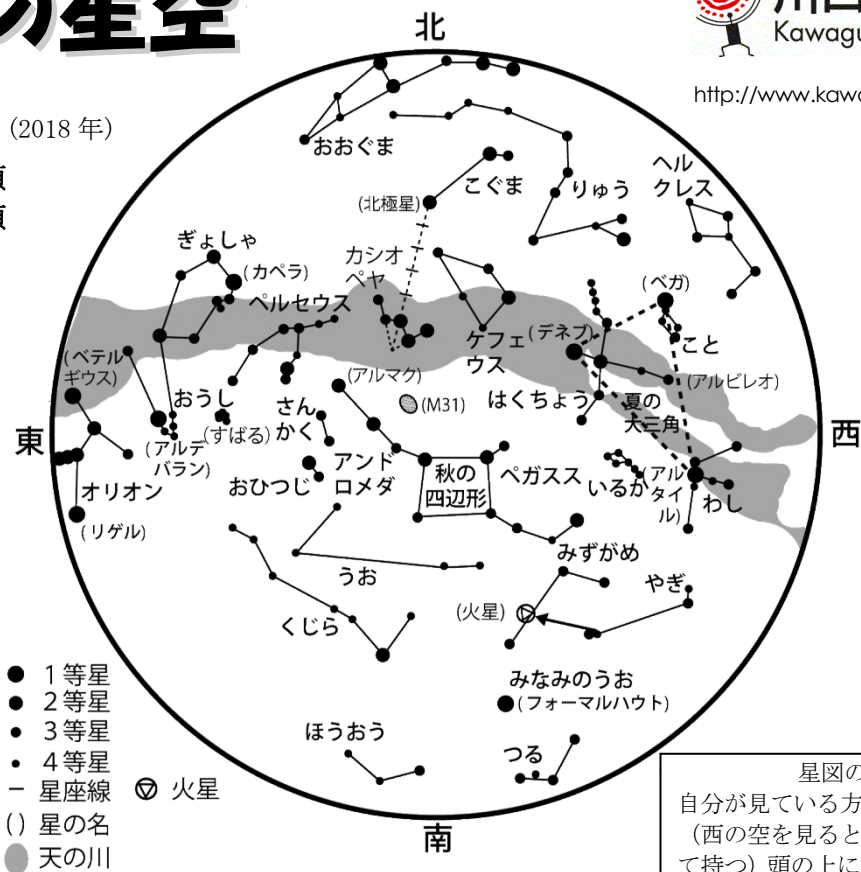 の星空
川口
Kawagu
http://www.kawa
(2018 年)
頃
頃
北
おおぐま
こぐま
(北極星)
りゅう
ヘル
クレス
ぎょしゃ
(カペラ)
カシオ
ペヤ
ペルセウス
(ベガ)
こと
ケフェ
ウス
(デネブ)
(アルビレオ)
(ベテル
ギウス)
(アルマク)
(M31)
はくちょう
夏の
大三角
おうし
(すばる)
さん
かく
東
西
(アルデ
バラン)
オリオン
(リゲル)
おひつじ
アンド
ロメダ
秋の
四辺形
ペガスス
いるか
(アル
タイ
ル)
わし
うお
みずがめ
やぎ
くじら
(火星)
みなみのうお
(フォーマルハウト)
ほうおう
つる
南
1等星
2等星
3等星
4等星
星座線
火星
() 星の名
天の川
星図の
自分が見ている方
(西の空を見ると
て持つ) 頭の上に